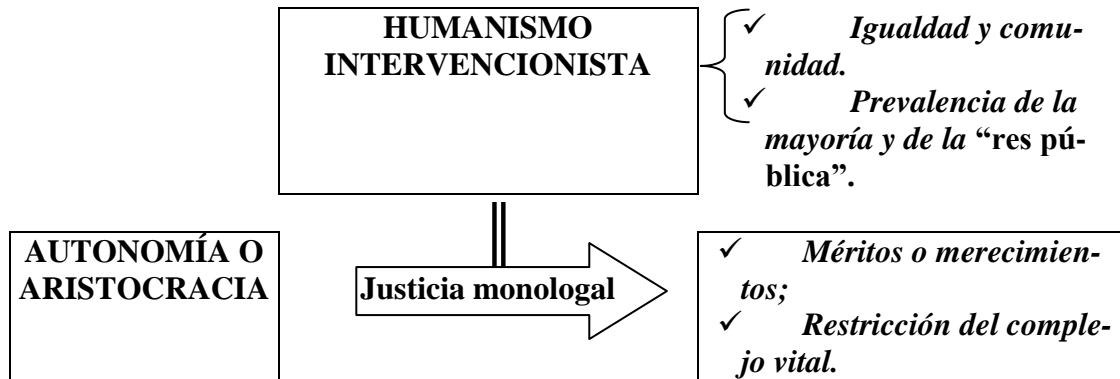 HUMANISMO
INTERVENCIONISTA
✓ Igualdad y comu-
nidad.
✓ Prevalencia de la
mayoría y de la “res pú-
blica”.
AUTONOMÍA O
ARISTOCRACIA
Justicia monologal
✓ Méritos o merecimien-
tos;
✓ Restricción del comple-
jo vital.